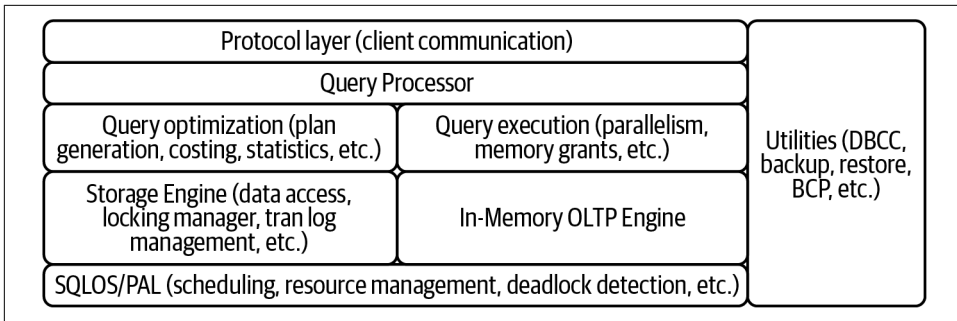 Protocol layer (client communication)
Query Processor
Query optimization (plan
generation, costing, statistics, etc.)
Query execution (parallelism,
memory grants, etc.)
Storage Engine (data access,
locking manager, tran log
management, etc.)
In-Memory OLTP Engine
SQLOS/PAL (scheduling, resource management, deadlock detection, etc.)
Utilities (DBCC,
backup, restore,
BCP, etc.)